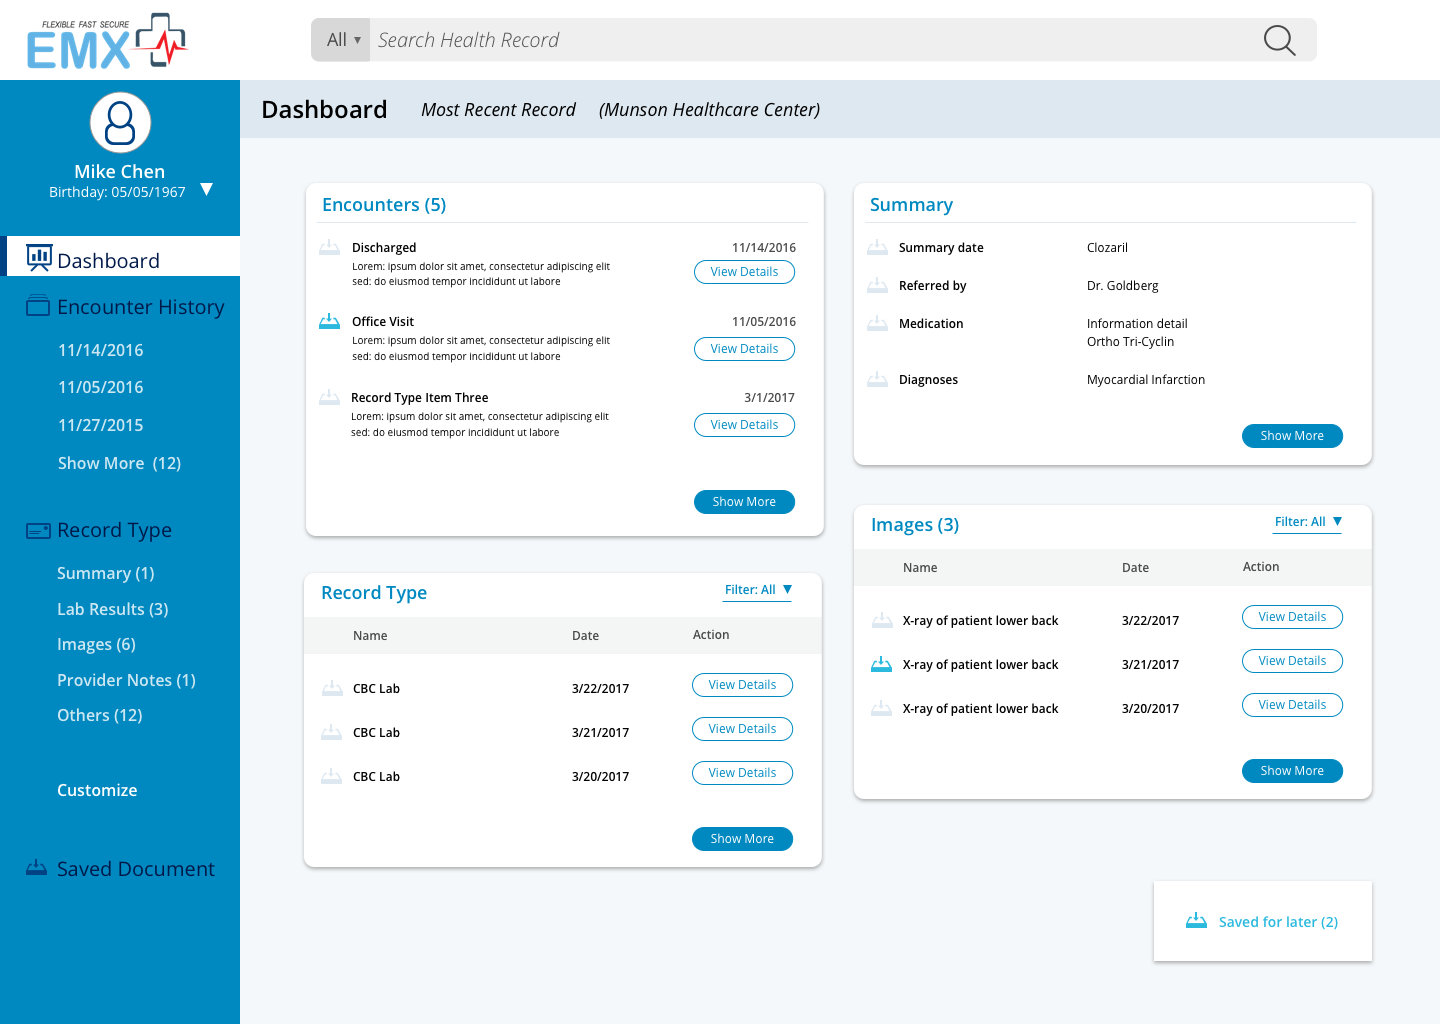 FLEXIBLE FAST SECURE
EMX
All ▾ Search Health Record
Mike Chen
Birthday: 05/05/1967 ▼
Dashboard
Encounter History
11/14/2016
11/05/2016
11/27/2015
Show More (12)
Record Type
Summary (1)
Lab Results (3)
Images (6)
Provider Notes (1)
Others (12)
Customize
Saved Document
Dashboard Most Recent Record (Munson Healthcare Center)
Encounters (5)
Discharged 11/14/2016
Lorem: ipsum dolor sit amet, consectetur adipiscing elit
sed: do eiusmod tempor incididunt ut labore
View Details
Office Visit 11/05/2016
Lorem: ipsum dolor sit amet, consectetur adipiscing elit
sed: do eiusmod tempor incididunt ut labore
View Details
Record Type Item Three 3/1/2017
Lorem: ipsum dolor sit amet, consectetur adipiscing elit
sed: do eiusmod tempor incididunt ut labore
View Details
Show More
Summary
Summary date Clozaril
Referred by Dr. Goldberg
Medication Information detail
Ortho Tri-Cyclin
Diagnoses Myocardial Infarction
Show More
Record Type Filter: All ▼
Name Date Action
CBC Lab 3/22/2017 View Details
CBC Lab 3/21/2017 View Details
CBC Lab 3/20/2017 View Details
Show More
Images (3) Filter: All ▼
Name Date Action
X-ray of patient lower back 3/22/2017 View Details
X-ray of patient lower back 3/21/2017 View Details
X-ray of patient lower back 3/20/2017 View Details
Show More
Saved for later (2)